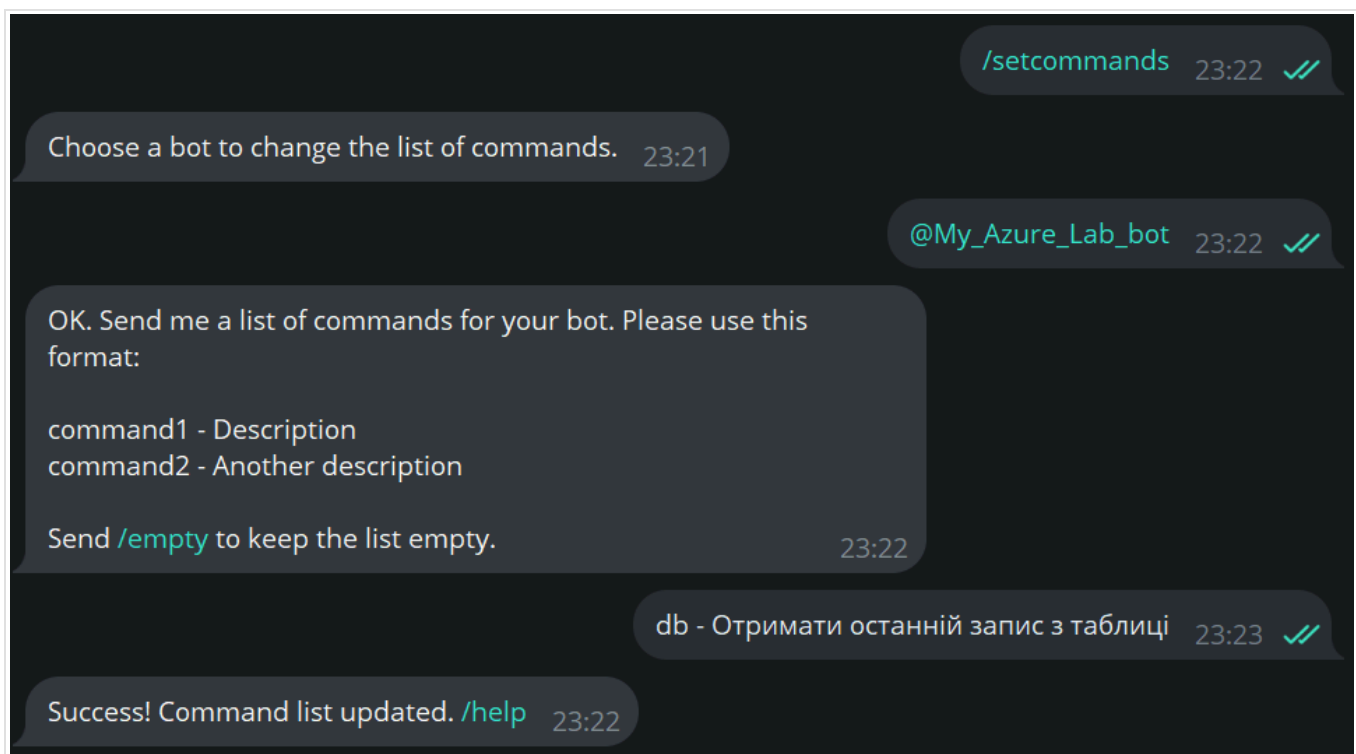 /setcommands 23:22
Choose a bot to change the list of commands. 23:21
@My_Azure_Lab_bot 23:22
OK. Send me a list of commands for your bot. Please use this
format:
command1 - Description
command2 - Another description
Send /empty to keep the list empty. 23:22
db - Отримати останній запис з таблиці 23:23
Success! Command list updated. /help 23:22